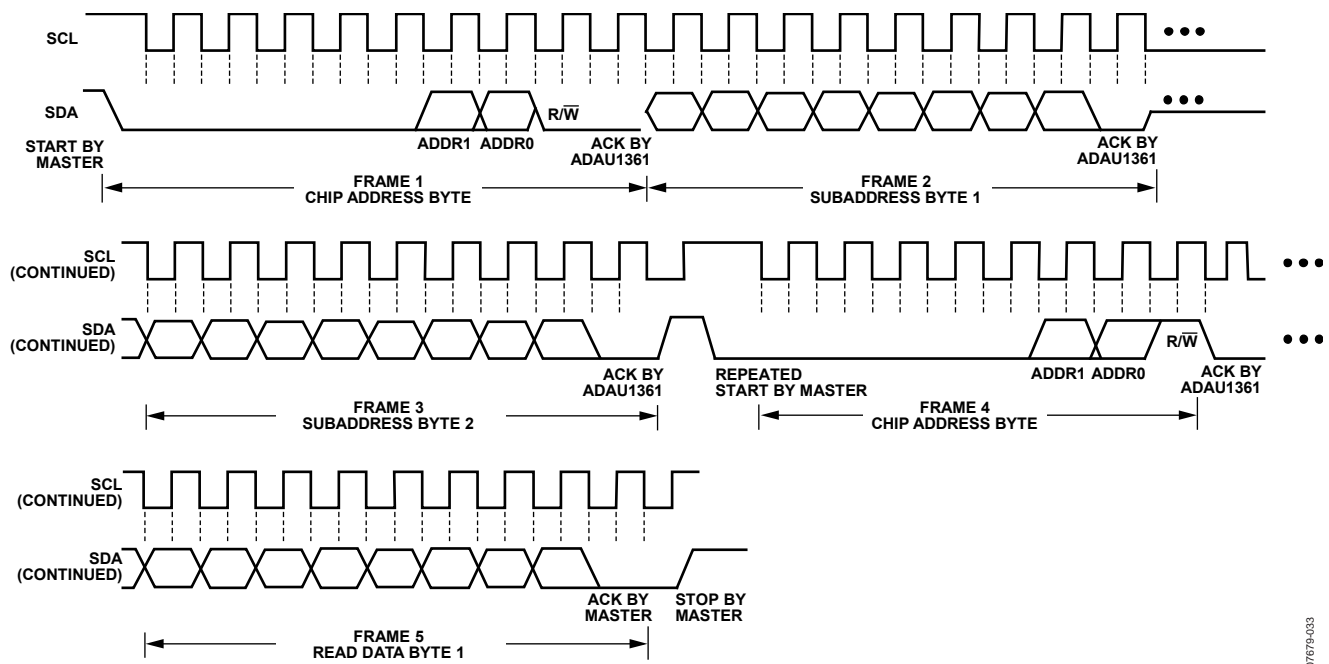 SCL
SDA
R/W̅
START BY
MASTER
ADDR1 ADDR0
ACK BY
ADAU1361
ACK BY
ADAU1361
FRAME 1
CHIP ADDRESS BYTE
FRAME 2
SUBADDRESS BYTE 1
SCL
(CONTINUED)
SDA
(CONTINUED)
R/W̅
ACK BY
ADAU1361
REPEATED
START BY MASTER
ADDR1 ADDR0
ACK BY
ADAU1361
FRAME 3
SUBADDRESS BYTE 2
FRAME 4
CHIP ADDRESS BYTE
SCL
(CONTINUED)
SDA
(CONTINUED)
ACK BY
MASTER
STOP BY
MASTER
FRAME 5
READ DATA BYTE 1
07679-033